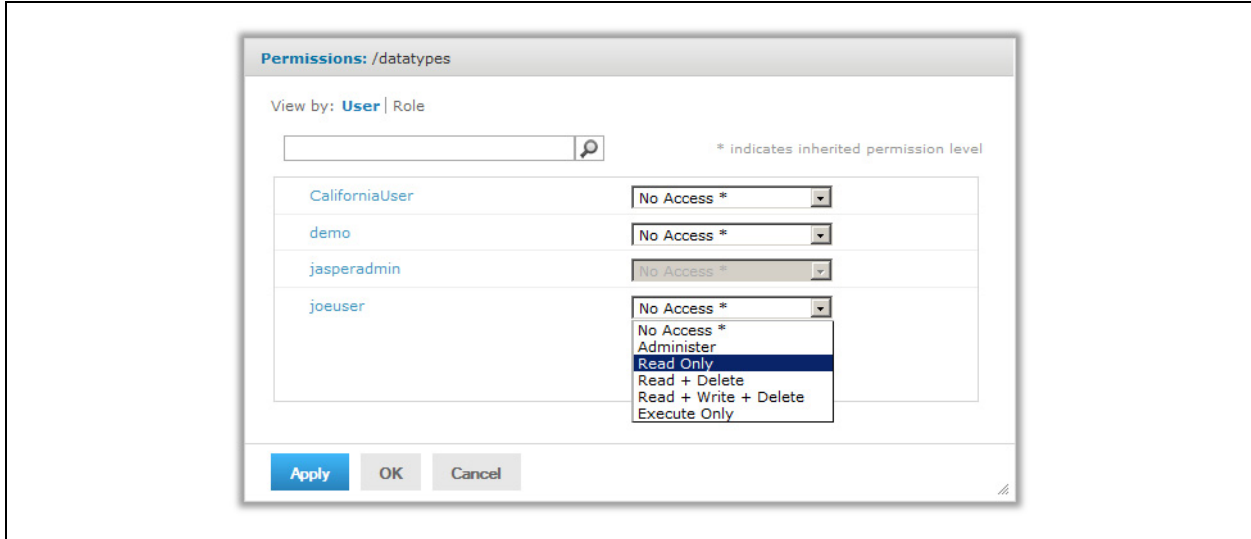 Permissions: /datatypes
View by: User | Role
* indicates inherited permission level
CaliforniaUser No Access *
demo No Access *
jasperadmin No Access *
joeuser No Access *
No Access *
Administer
Read Only
Read + Delete
Read + Write + Delete
Execute Only
Apply OK Cancel